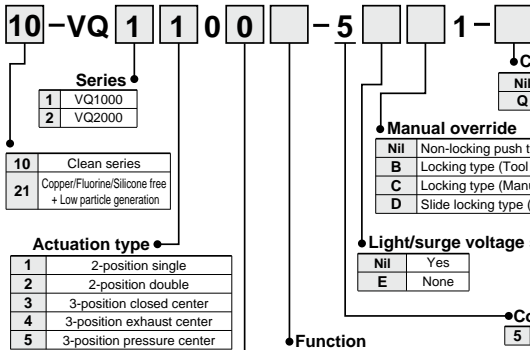 10 -VQ 1 1 0 0 - 5 1 -
Series
1 VQ1000
2 VQ2000
10 Clean series
21 Copper/Fluorine/Silicone free
+ Low particle generation
Actuation type
1 2-position single
2 2-position double
3 3-position closed center
4 3-position exhaust center
5 3-position pressure center
Nil
Q
Manual override
Nil Non-locking push
B Locking type (Tool
C Locking type
D Slide locking type (
Light/surge voltage
Nil Yes
E None
5
Function